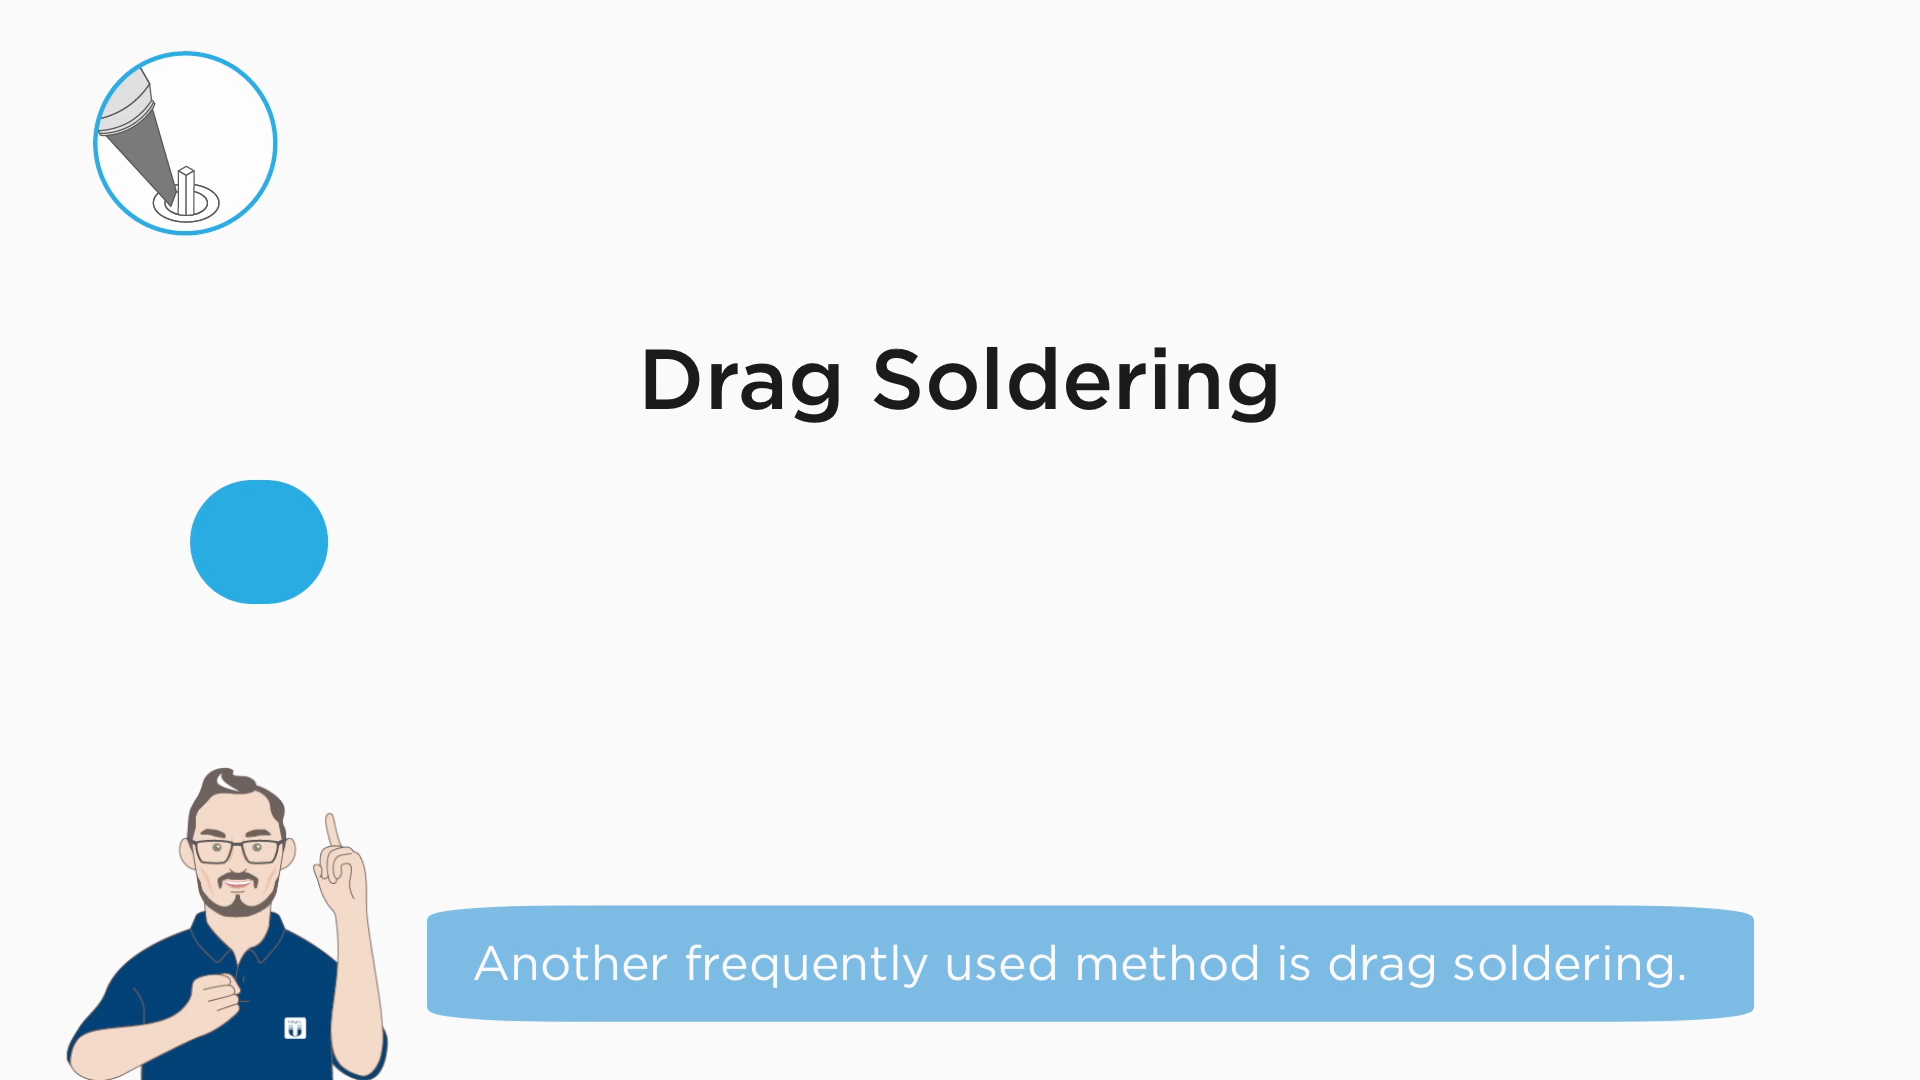 Drag Soldering
Another frequently used method is drag soldering.